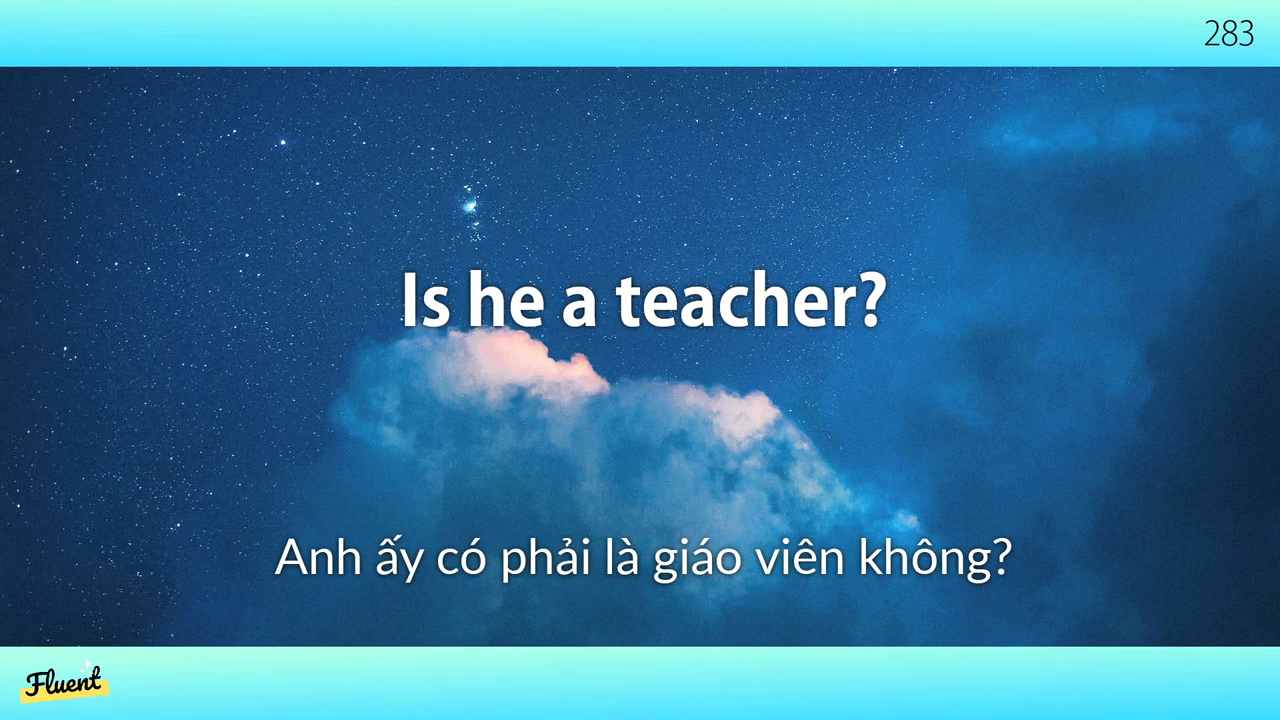 283
Is he a teacher?
Anh ấy có phải là giáo viên không?
Fluent